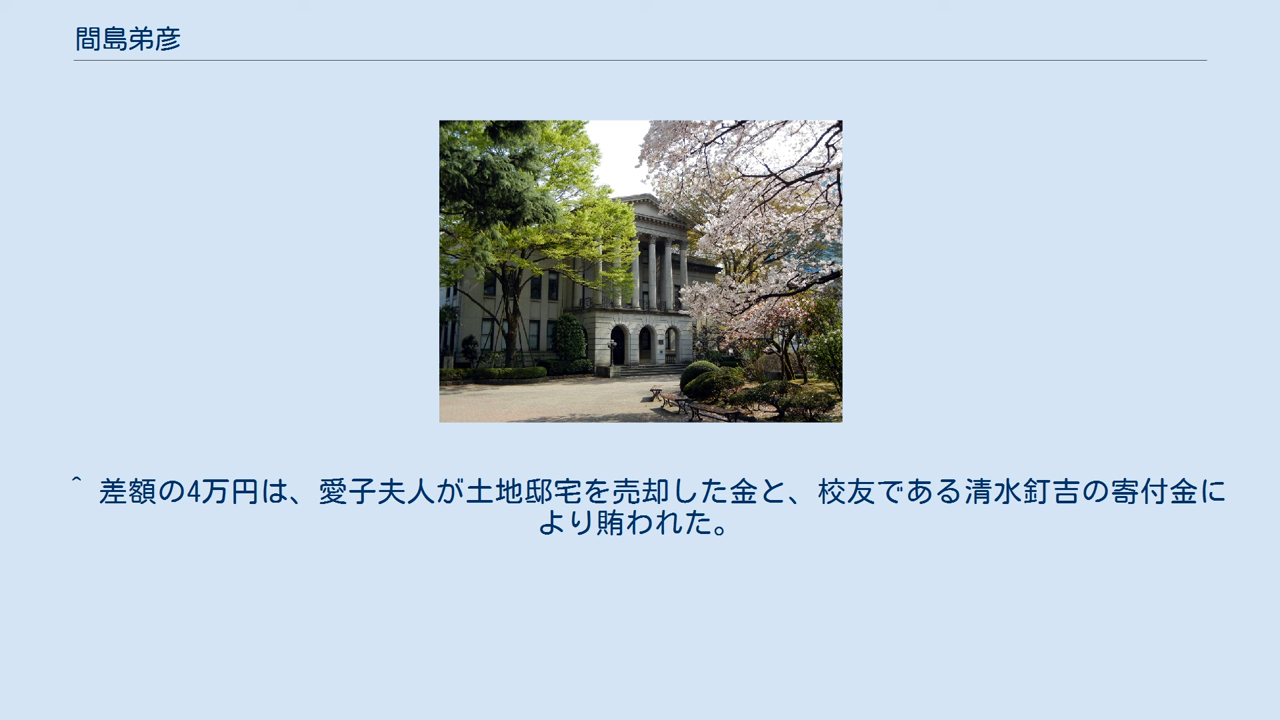 間島弟彦
^ 差額の4万円は、愛子夫人が土地邸宅を売却した金と、校友である清水釘吉の寄付金に
より賄われた。